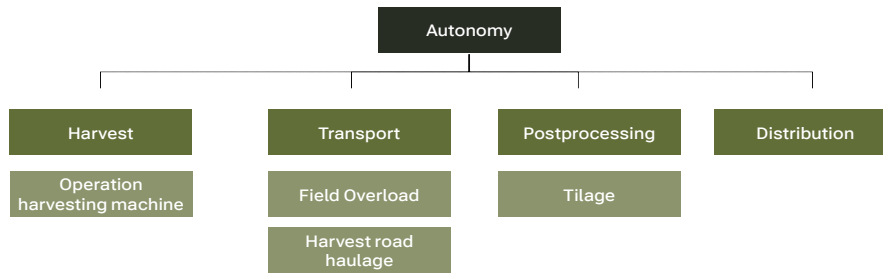 Autonomy
Harvest
Transport
Postprocessing
Distribution
Operation
harvesting machine
Field Overload
Tilage
Harvest road
haulage